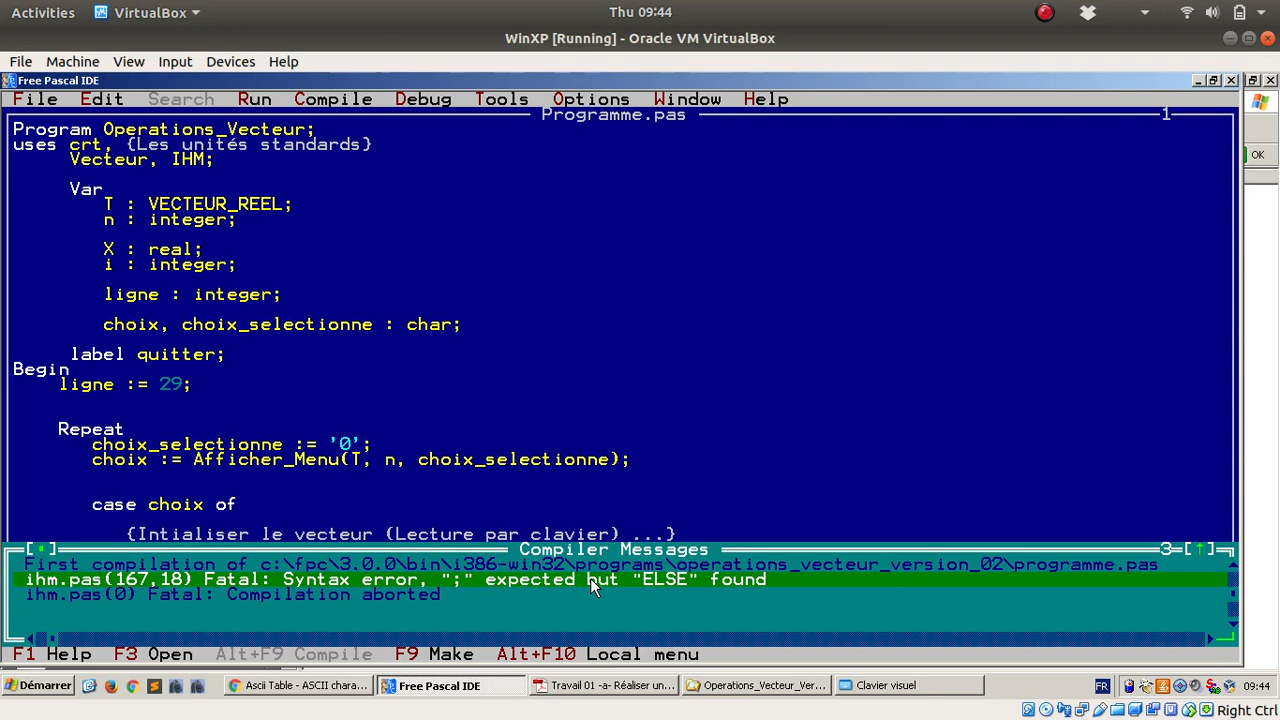 Activities VirtualBox Thu 09:44
WinXP [Running] - Oracle VM VirtualBox
File Machine View Input Devices Help
Free Pascal IDE
File Edit Search Run Compile Debug Tools Options Window Help
Programme.pas 1
Program Operations_Vecteur;
uses crt, {Les unités standards}
Vecteur, IHM;
Var
T : VECTEUR_REEL;
n : integer;
X : real;
i : integer;
ligne : integer;
choix, choix_selectionne : char;
label quitter;
Begin
ligne := 29;
Repeat
choix_selectionne := '0';
choix := Afficher_Menu(T, n, choix_selectionne);
case choix of
{Intialiser le vecteur (Lecture par clavier) ...}
Compiler Messages 3
First compilation of c:\fpc\3.0.0\bin\i386-win32\programs\operations_vecteur_version_02\programme.pas
ihm.pas(167,18) Fatal: Syntax error, ";" expected but "ELSE" found
ihm.pas(0) Fatal: Compilation aborted
F1 Help F3 Open Alt+F9 Compile F9 Make Alt+F10 Local menu
OK
Démarrer Ascii Table - ASCII chara... Free Pascal IDE Travail 01 -a- Réaliser un... Operations_Vecteur_Ver... Clavier visuel FR 09:44
Right Ctrl